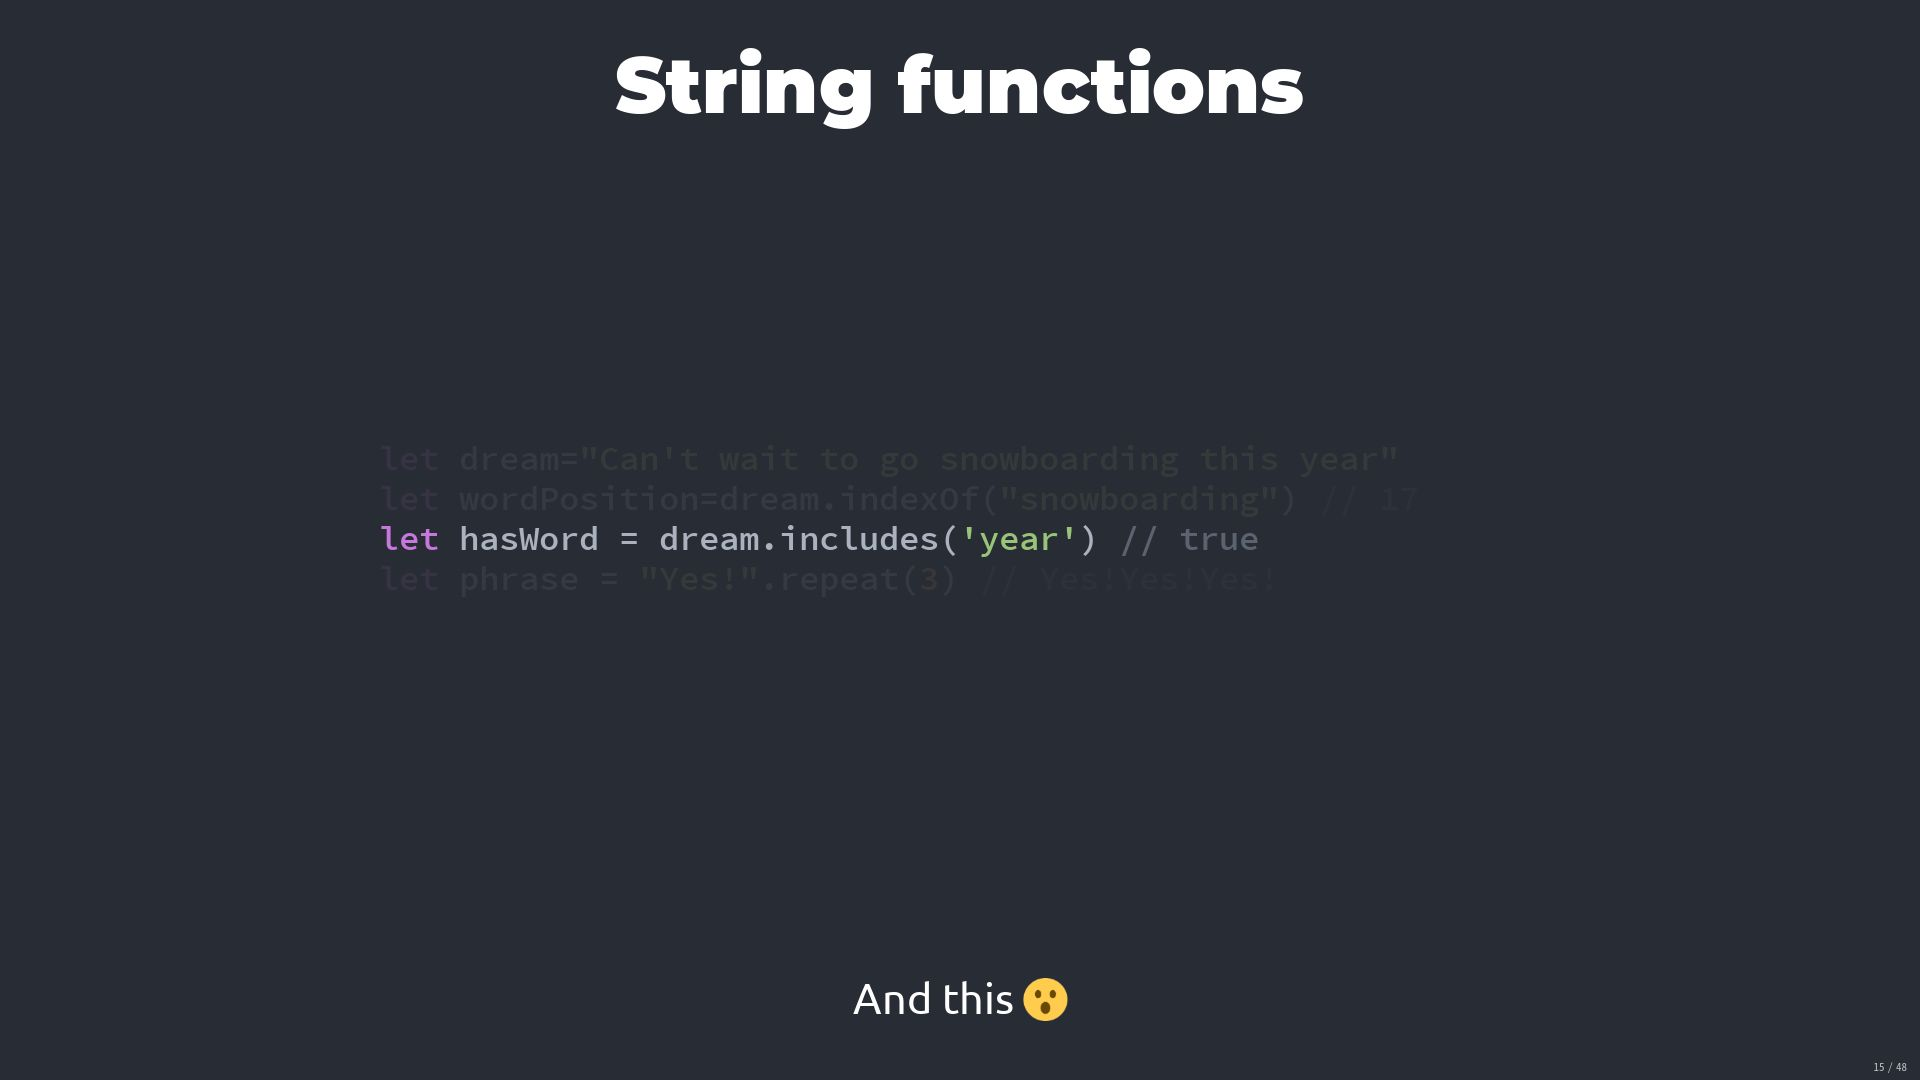 String functions
let dream="Can't wait to go snowboarding this year"
let wordPosition=dream.indexOf("snowboarding") // 17
let hasWord = dream.includes('year') // true
let phrase = "Yes!".repeat(3) // Yes!Yes!Yes!
And this 😮
15 / 48